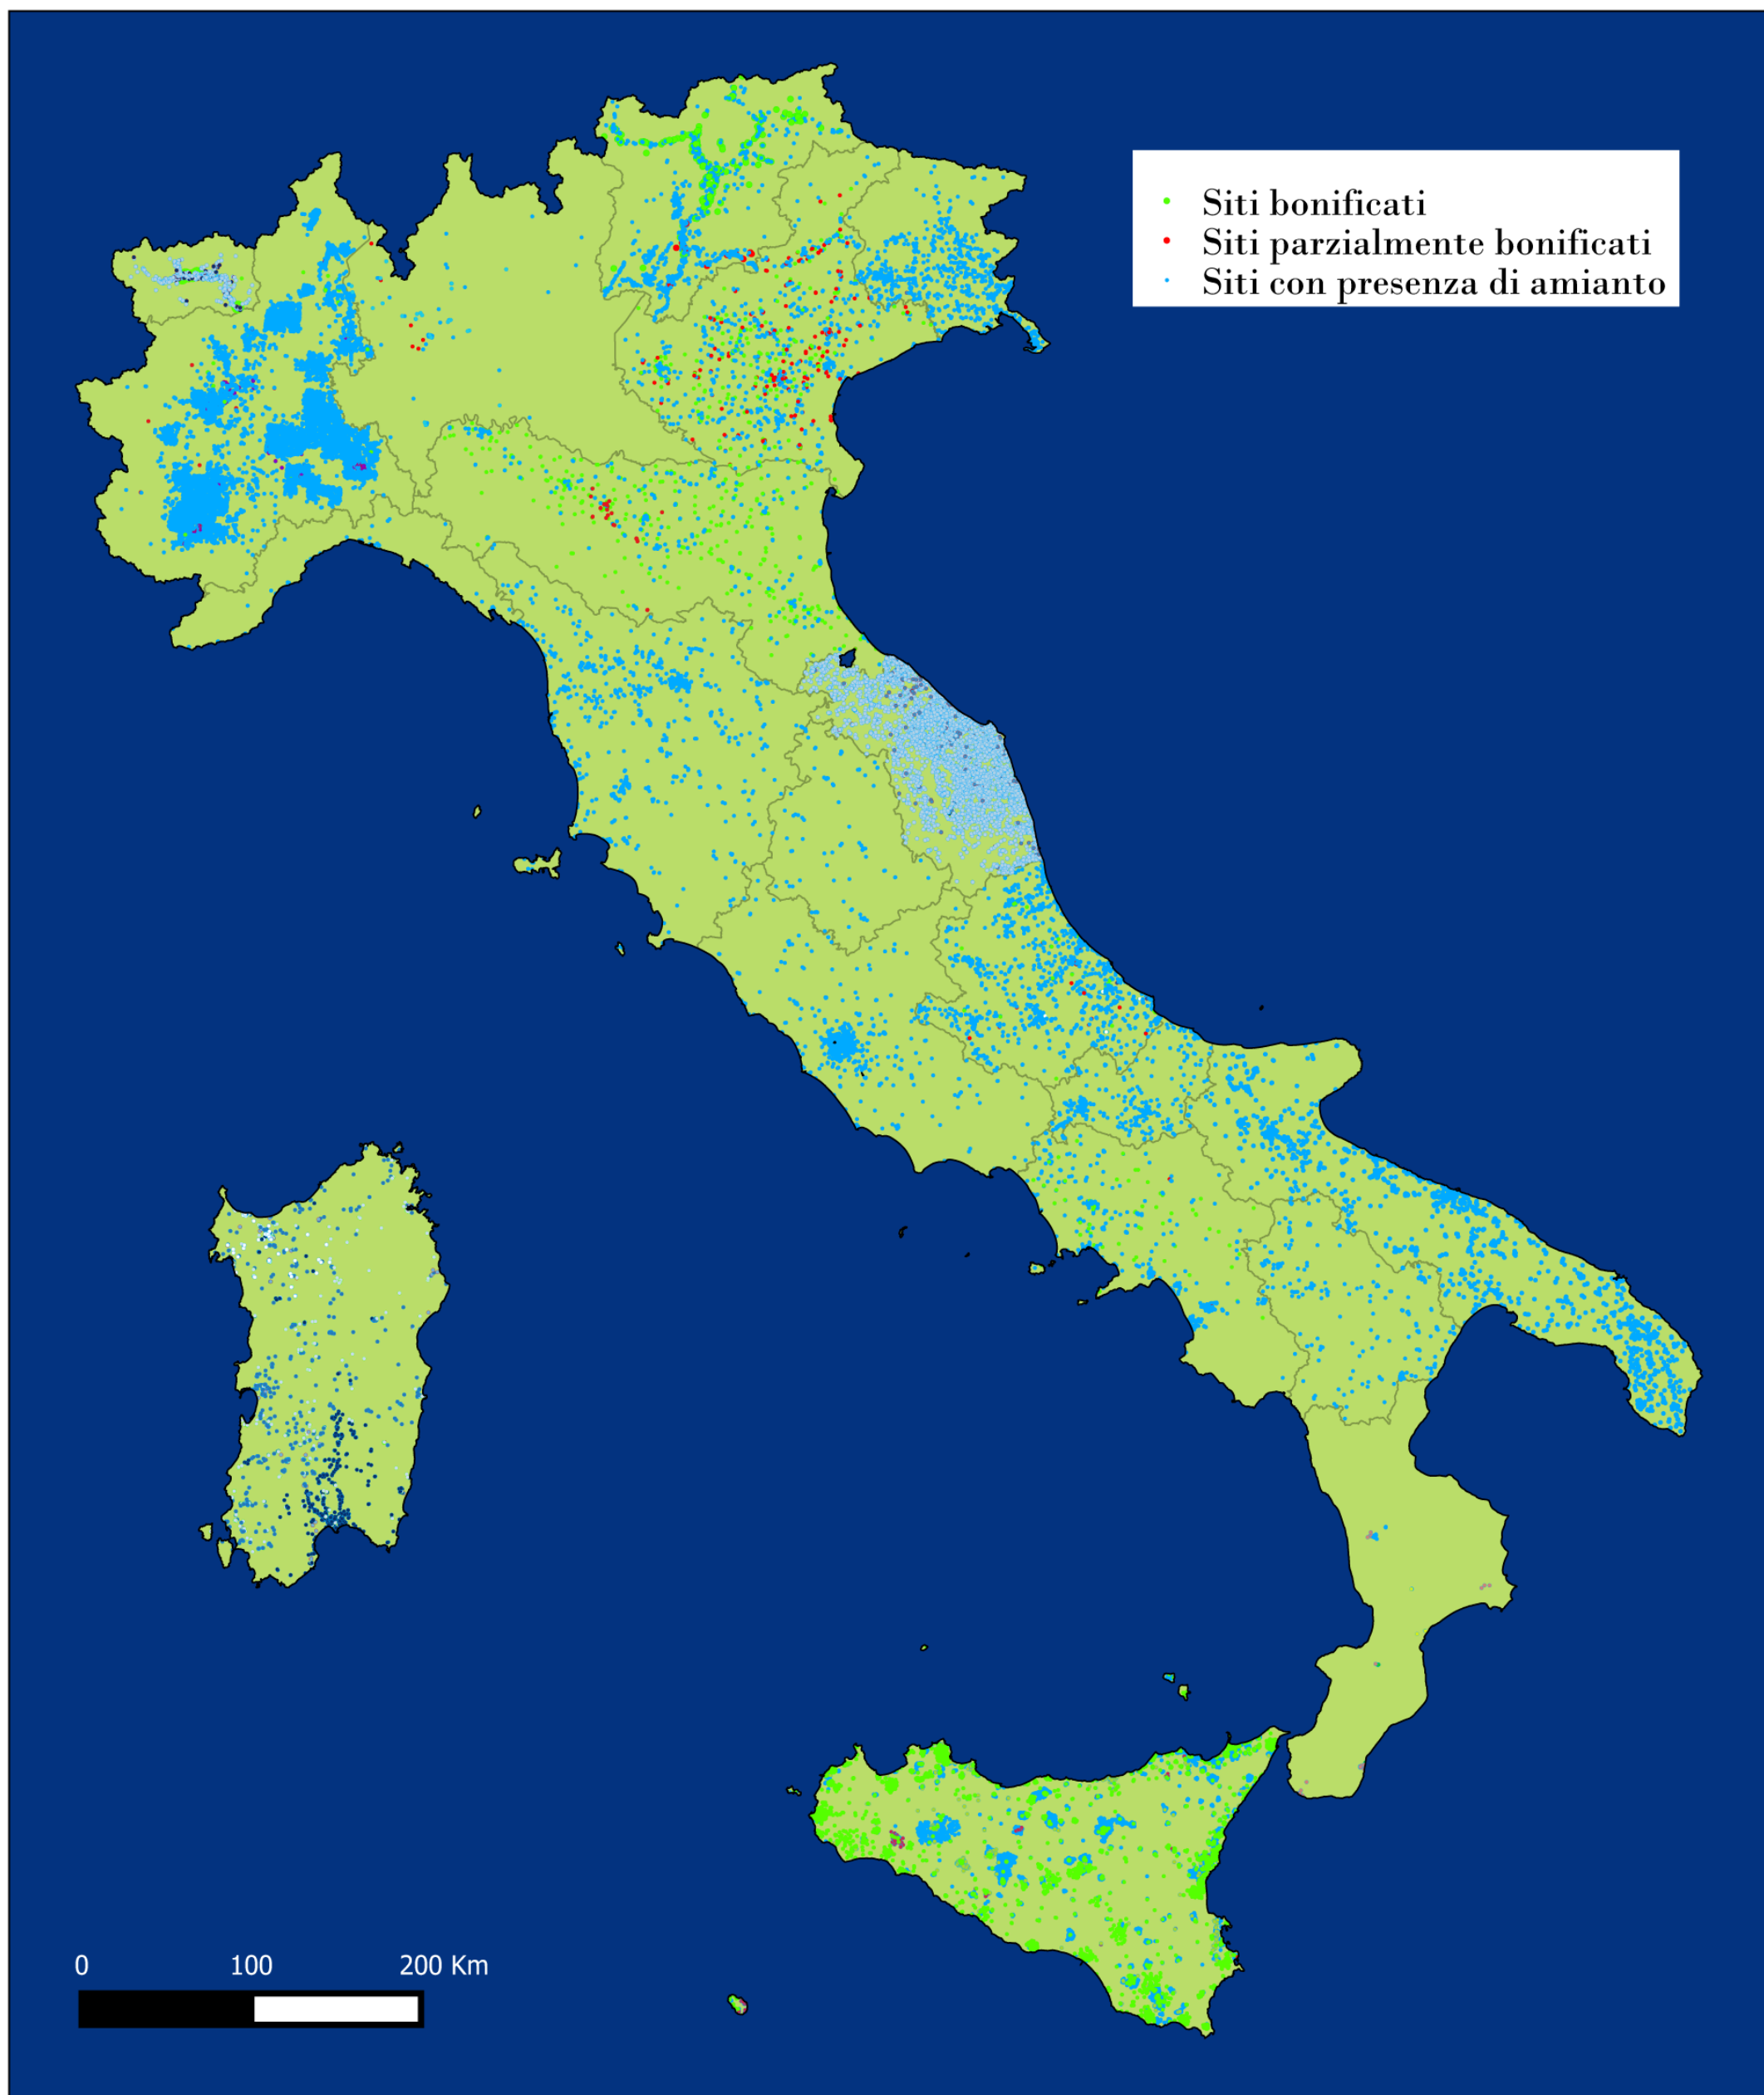 Siti bonificati
Siti parzialmente bonificati
Siti con presenza di amianto
0 100 200 Km